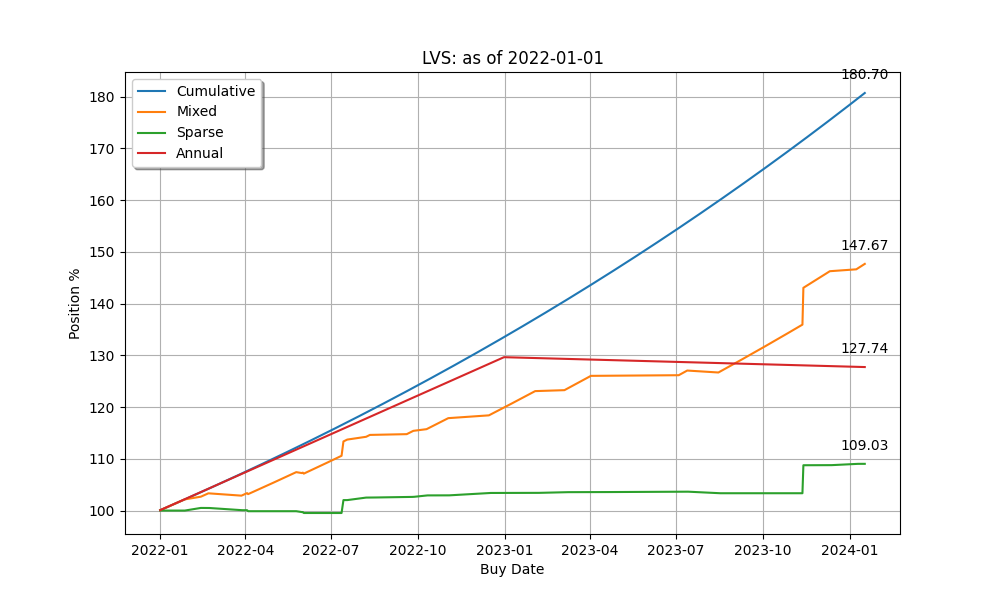 LVS: as of 2022-01-01
Cumulative
Mixed
Sparse
Annual
180.70
147.67
127.74
109.03
180
170
160
150
140
130
120
110
100
Position %
2022-01 2022-04 2022-07 2022-10 2023-01 2023-04 2023-07 2023-10 2024-01
Buy Date